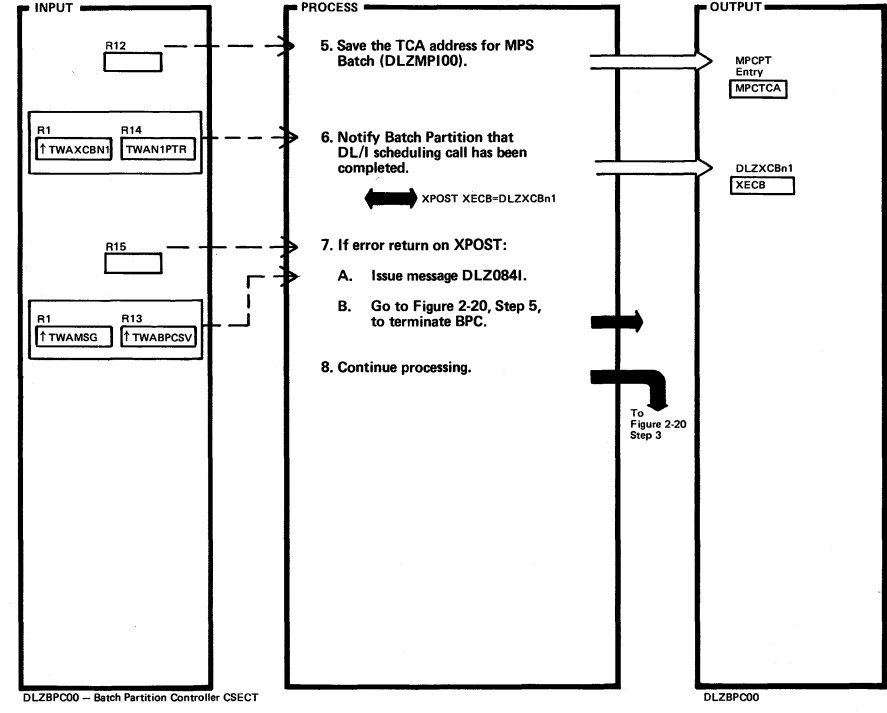 INPUT
PROCESS
OUTPUT
R12
5. Save the TCA address for MPS
Batch (DLZMPI00).
MPCPT
Entry
MPCTCA
R1 R14
↑ TWAXCBN1 TWAN1PTR
6. Notify Batch Partition that
DL/I scheduling call has been
completed.
XPOST XECB=DLZXCBn1
DLZXCBn1
XECB
R15
7. If error return on XPOST:
A. Issue message DLZ084I.
B. Go to Figure 2-20, Step 5,
to terminate BPC.
R1 R13
↑ TWAMSG ↑ TWABPCSV
8. Continue processing.
To
Figure 2-20
Step 3
DLZBPC00 – Batch Partition Controller CSECT
DLZBPC00